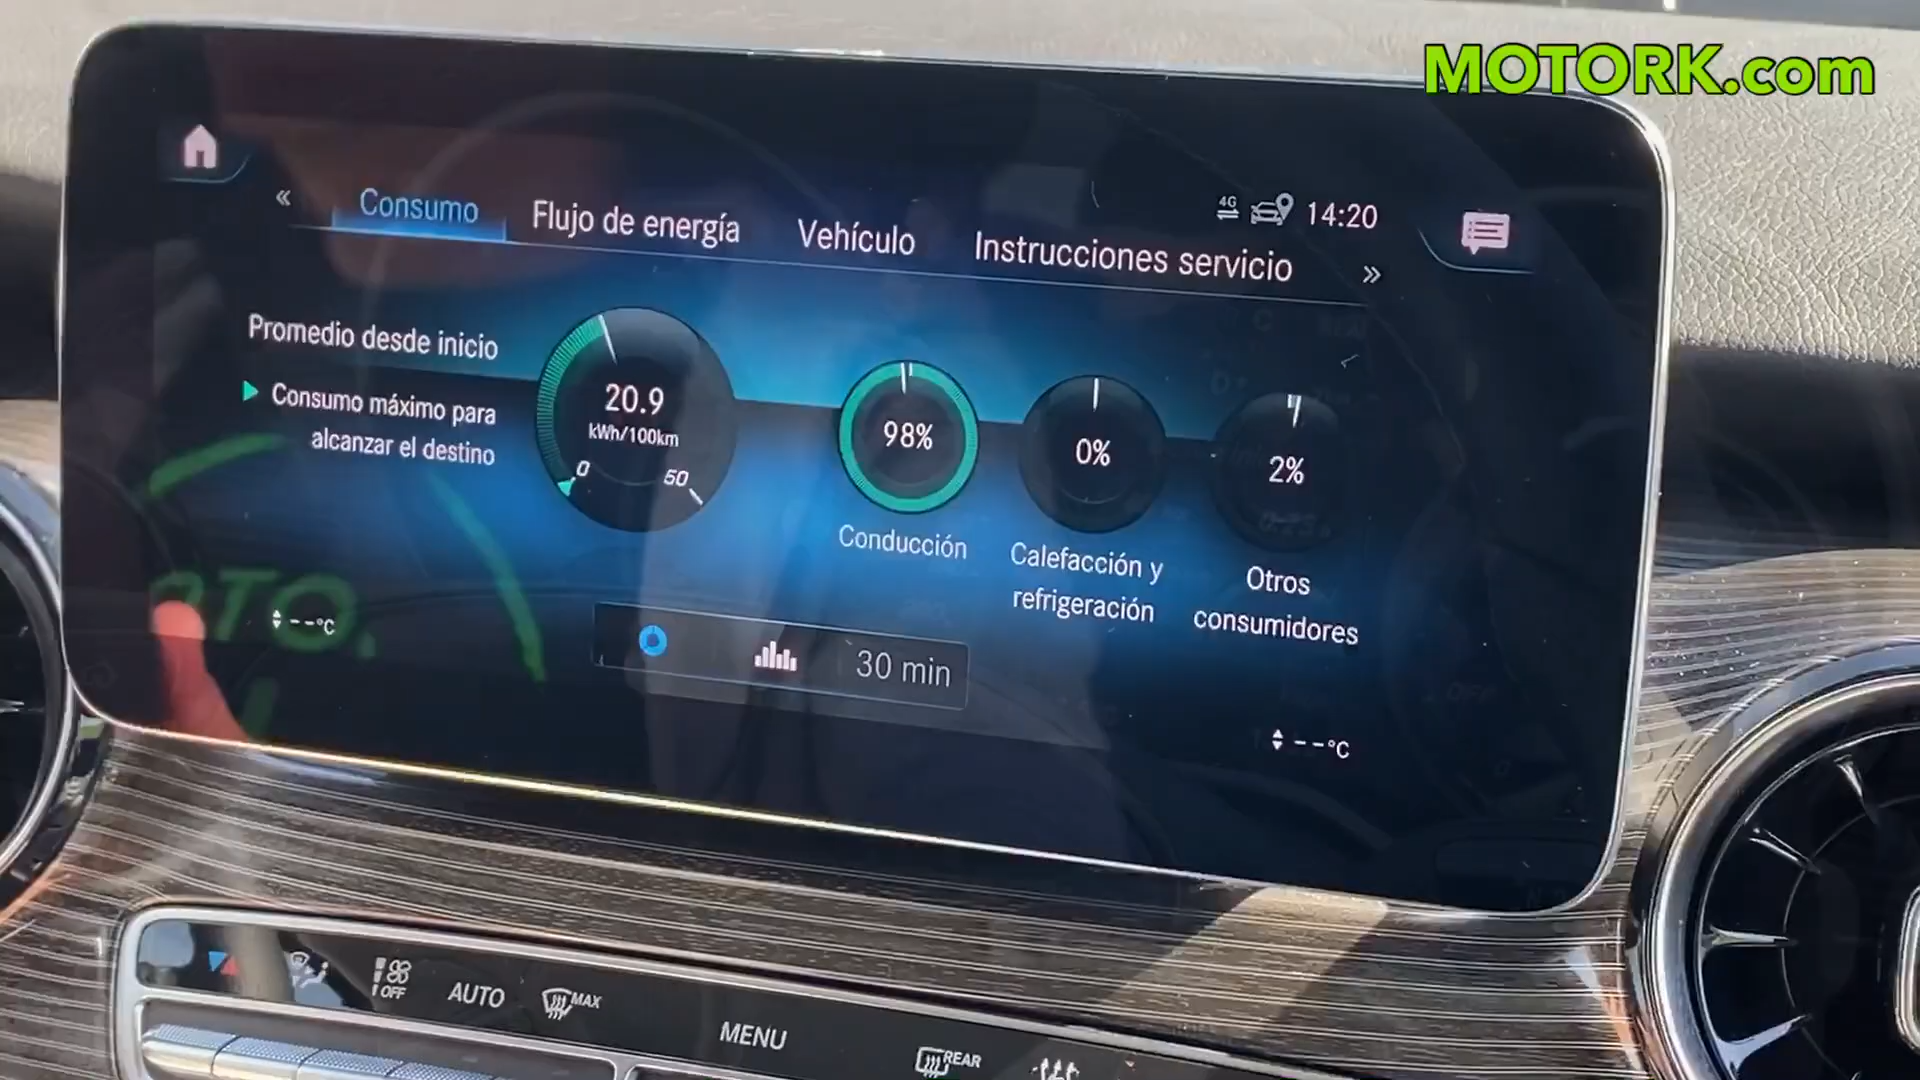 MOTORK.com
Consumo
Flujo de energía
Vehículo
Instrucciones servicio
4G
14:20
Promedio desde inicio
Consumo máximo para
alcanzar el destino
20.9
kWh/100km
0
50
98%
0%
2%
Conducción
Calefacción y
refrigeración
Otros
consumidores
--°C
30 min
--°C
OFF
AUTO
MAX
MENU
REAR